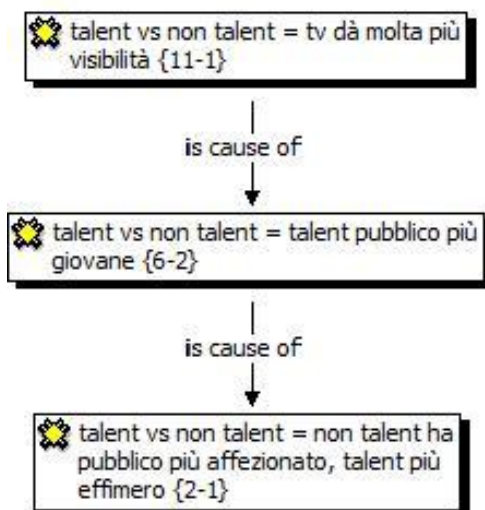 talent vs non talent = tv dà molta più
visibilità {11-1}
is cause of
talent vs non talent = talent pubblico più
giovane {6-2}
is cause of
talent vs non talent = non talent ha
pubblico più affezionato, talent più
effimero {2-1}